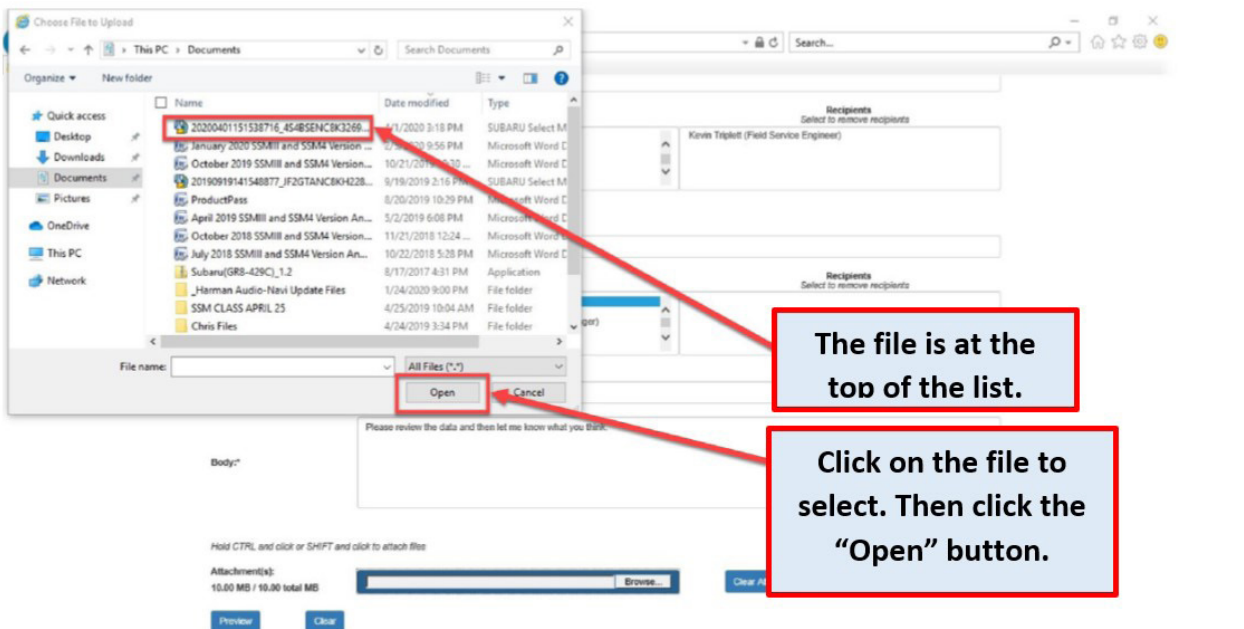 Choose File to Upload
This PC › Documents
Search Documents
Search...
Organize
New folder
Name Date modified Type
Quick access
Desktop
Downloads
Documents
Pictures
OneDrive
This PC
Network
20200401151538716_4S4BSENC8K3269... 4/1/2020 3:18 PM SUBARU Select M
January 2020 SSMIII and SSM4 Version ... 9:56 PM Microsoft Word D
October 2019 SSMIII and SSM4 Version... Microsoft Word D
20190919141548877_JF2GTANC8KH228... 9/19/2019 2:16 PM SUBARU Select M
ProductPass 8/20/2019 10:29 PM Microsoft Word D
April 2019 SSMIII and SSM4 Version An... 5/2/2019 6:08 PM Microsoft Word D
October 2018 SSMIII and SSM4 Version... 11/21/2018 12:24 ... Microsoft Word D
July 2018 SSMIII and SSM4 Version An... 10/22/2018 5:28 PM Microsoft Word D
Subaru(GR8-429C)_1.2 8/17/2017 4:31 PM Application
_Harman Audio-Navi Update Files 1/24/2020 9:00 PM File folder
SSM CLASS APRIL 25 4/25/2019 10:04 AM File folder
Chris Files 4/24/2019 3:34 PM File folder
File name:
All Files (*.*)
Open
Cancel
Recipients
Select to remove recipients
Kevin Triplett (Field Service Engineer)
Recipients
Select to remove recipients
ger)
The file is at the
top of the list.
Please review the data and then let me know what you think.
Body:*
Click on the file to
select. Then click the
“Open” button.
Hold CTRL and click or SHIFT and click to attach files
Attachment(s):
10.00 MB / 10.00 total MB
Browse...
Clear At
Preview
Clear